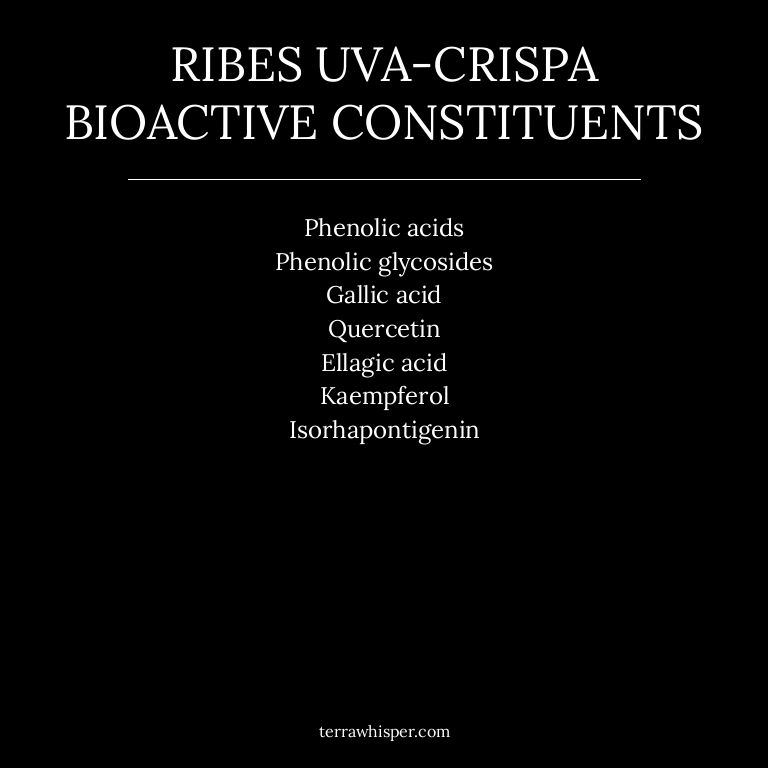 RIBES UVA-CRISPA
BIOACTIVE CONSTITUENTS
Phenolic acids
Phenolic glycosides
Gallic acid
Quercetin
Ellagic acid
Kaempferol
Isorhapontigenin
terrawhisper.com